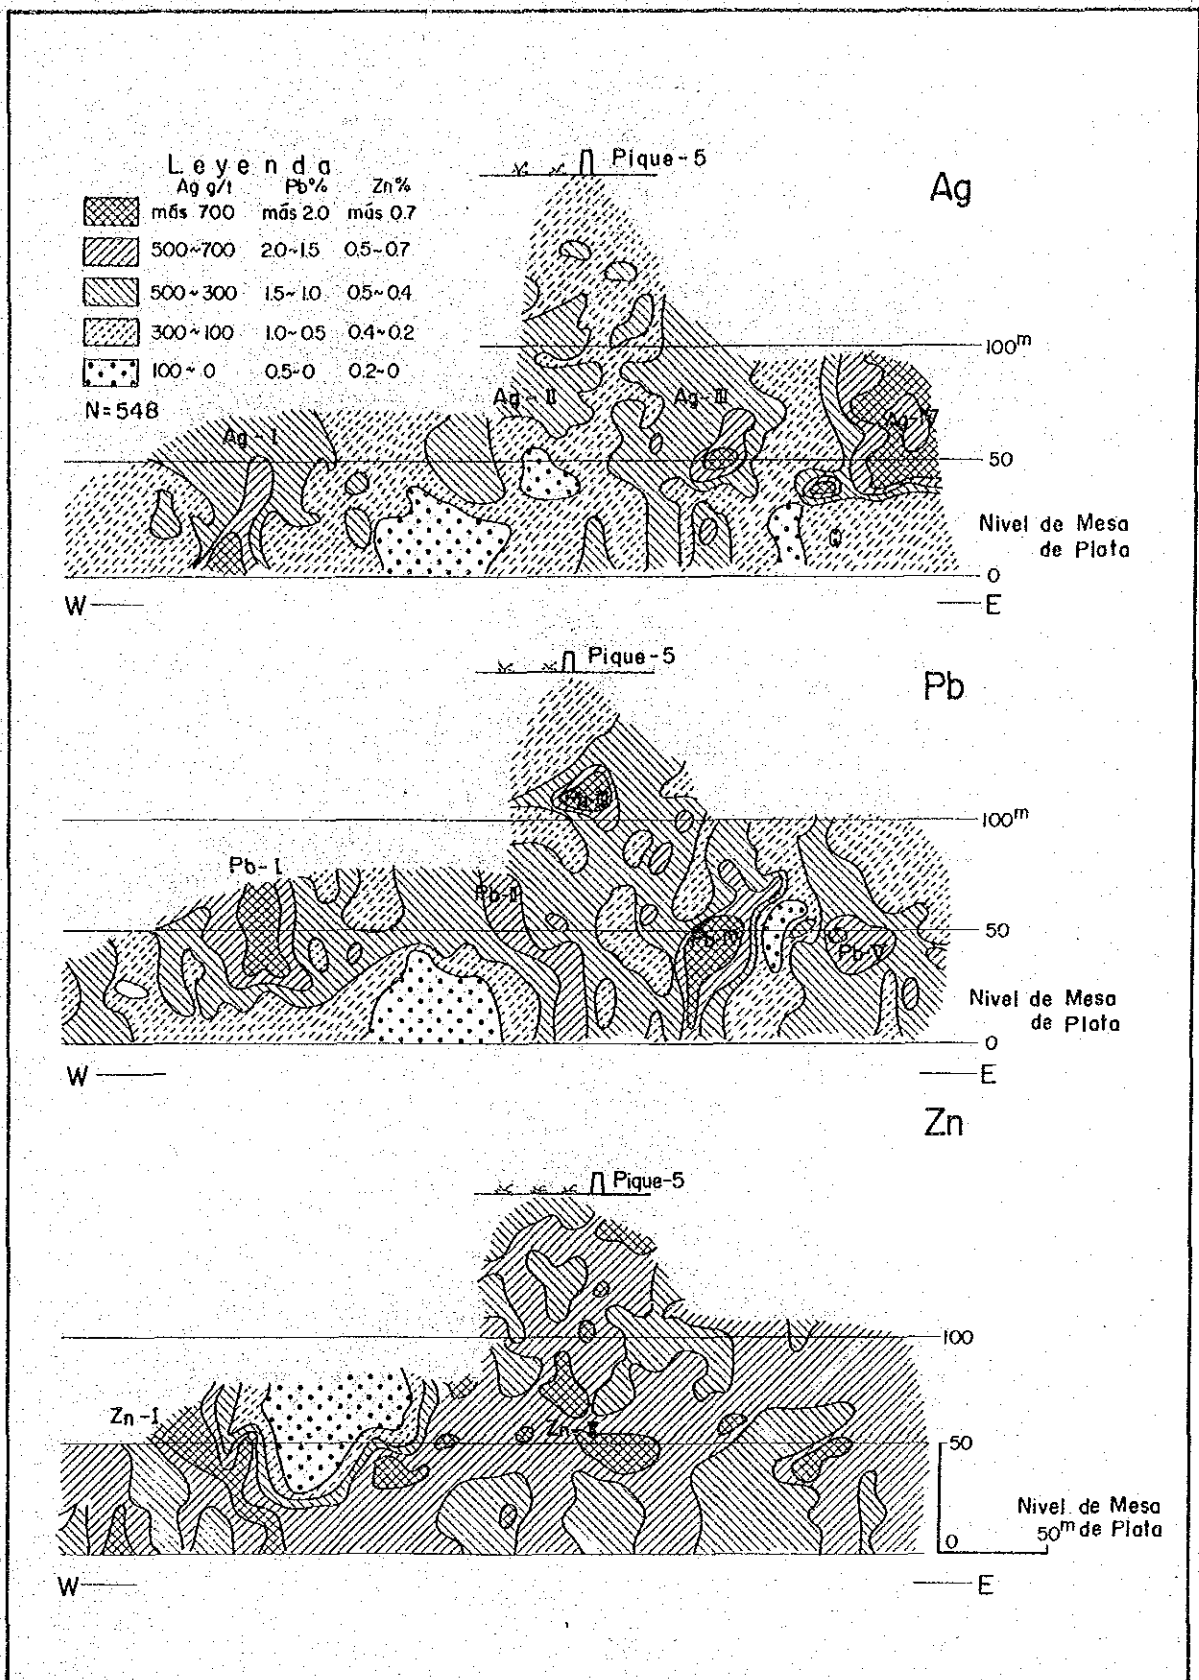 Leyenda
Ag g/t Pb% Zn%
más 700 más 2.0 más 0.7
500~700 2.0~1.5 0.5~0.7
500~300 1.5~1.0 0.5~0.4
300~100 1.0~0.5 0.4~0.2
100~0 0.5~0 0.2~0
N=548
Pique-5
Ag
100m
Ag-I
Ag-II
Ag-III
Ag-IV
50
Nivel de Mesa
de Plata
0
W
E
Pique-5
Pb
100m
Pb-I
Pb-II
Pb-III
Pb-IV
Pb-V
50
Nivel de Mesa
de Plata
0
W
E
Zn
Pique-5
100
Zn-I
Zn-II
50
50
Nivel de Mesa
de Plata
0
50m
W
E